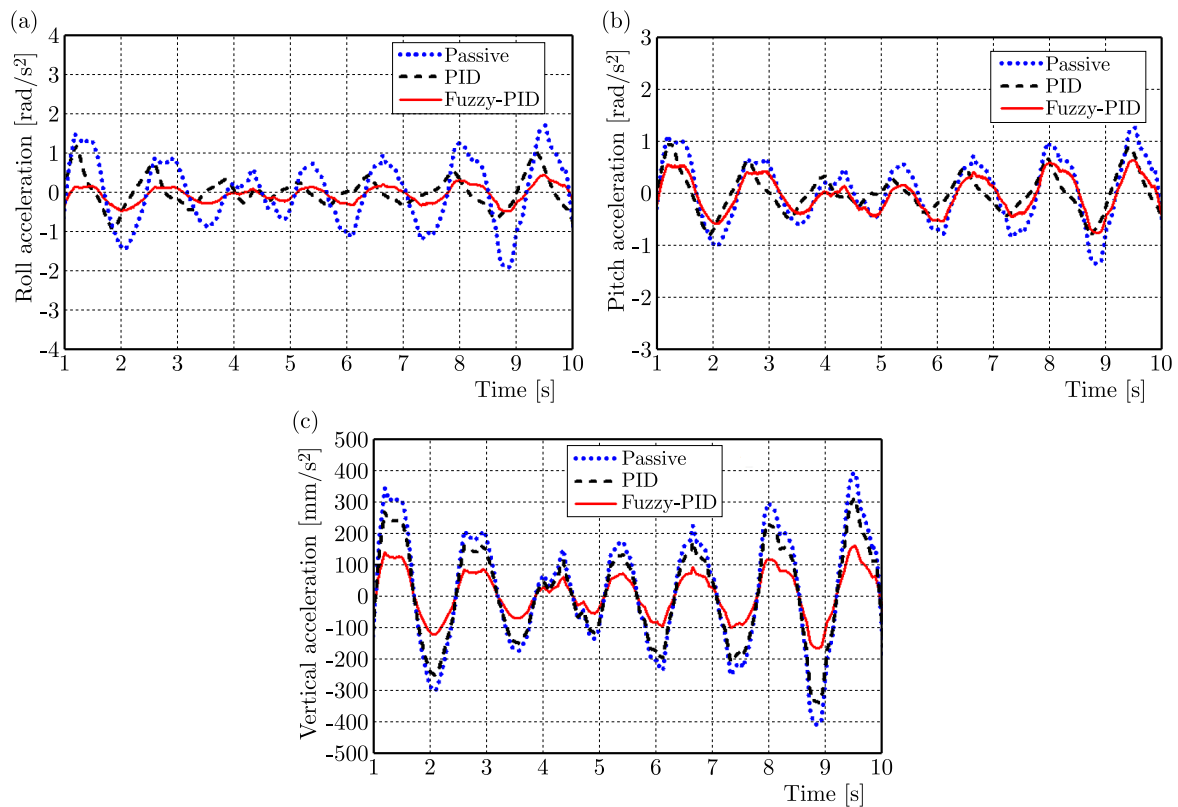 (a)
Roll acceleration [rad/s²]
4
3
2
1
0
-1
-2
-3
-4
Passive
PID
Fuzzy-PID
1 2 3 4 5 6 7 8 9 10
Time [s]
(b)
Pitch acceleration [rad/s²]
3
2
1
0
-1
-2
-3
Passive
PID
Fuzzy-PID
1 2 3 4 5 6 7 8 9 10
Time [s]
(c)
Vertical acceleration [mm/s²]
500
400
300
200
100
0
-100
-200
-300
-400
-500
Passive
PID
Fuzzy-PID
1 2 3 4 5 6 7 8 9 10
Time [s]